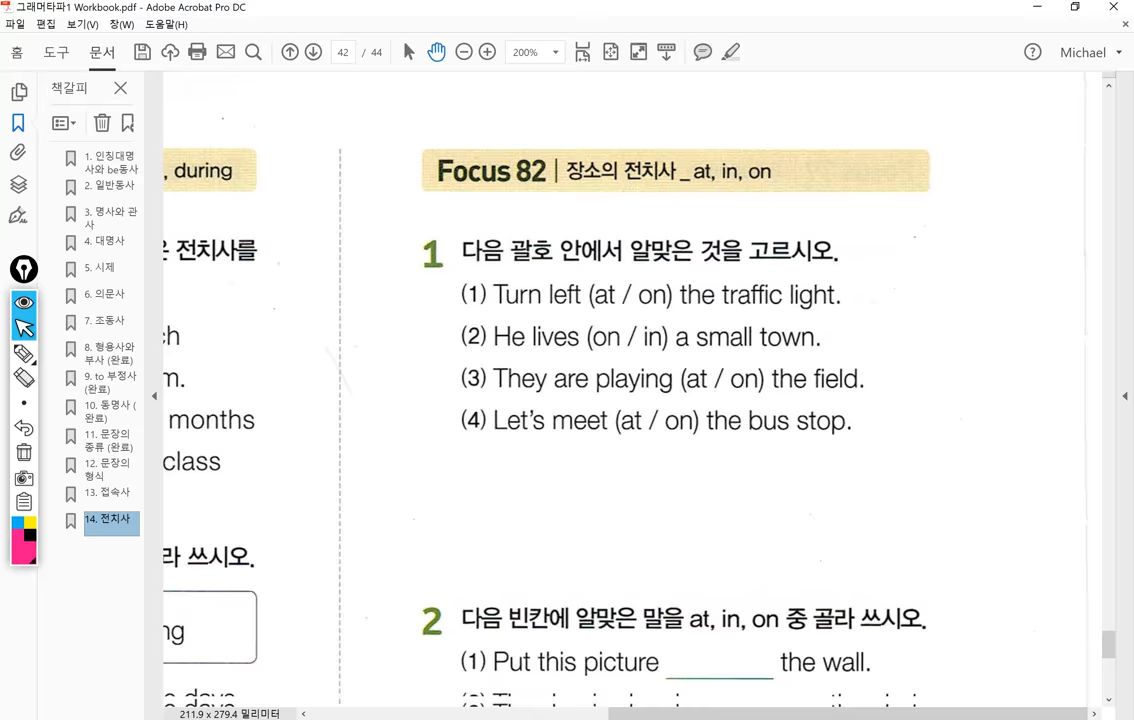 그래머타파1 Workbook.pdf - Adobe Acrobat Pro DC
파일 편집 보기(V) 창(W) 도움말(H)
홈 도구 문서 42 / 44 200% Michael
책갈피
1. 인칭대명
사와 be동사
2. 일반동사
3. 명사와 관
사
4. 대명사
5. 시제
6. 의문사
7. 조동사
8. 형용사와
부사 (완료)
9. to 부정사
(완료)
10. 동명사 (
완료)
11. 문장의
종류 (완료)
12. 문장의
형식
13. 접속사
14. 전치사
, during
전치사를
ch
m.
months
class
라 쓰시오.
ng
Focus 82 | 장소의 전치사 _ at, in, on
1 다음 괄호 안에서 알맞은 것을 고르시오.
(1) Turn left (at / on) the traffic light.
(2) He lives (on / in) a small town.
(3) They are playing (at / on) the field.
(4) Let's meet (at / on) the bus stop.
2 다음 빈칸에 알맞은 말을 at, in, on 중 골라 쓰시오.
(1) Put this picture ________ the wall.
211.9 x 279.4 밀리미터